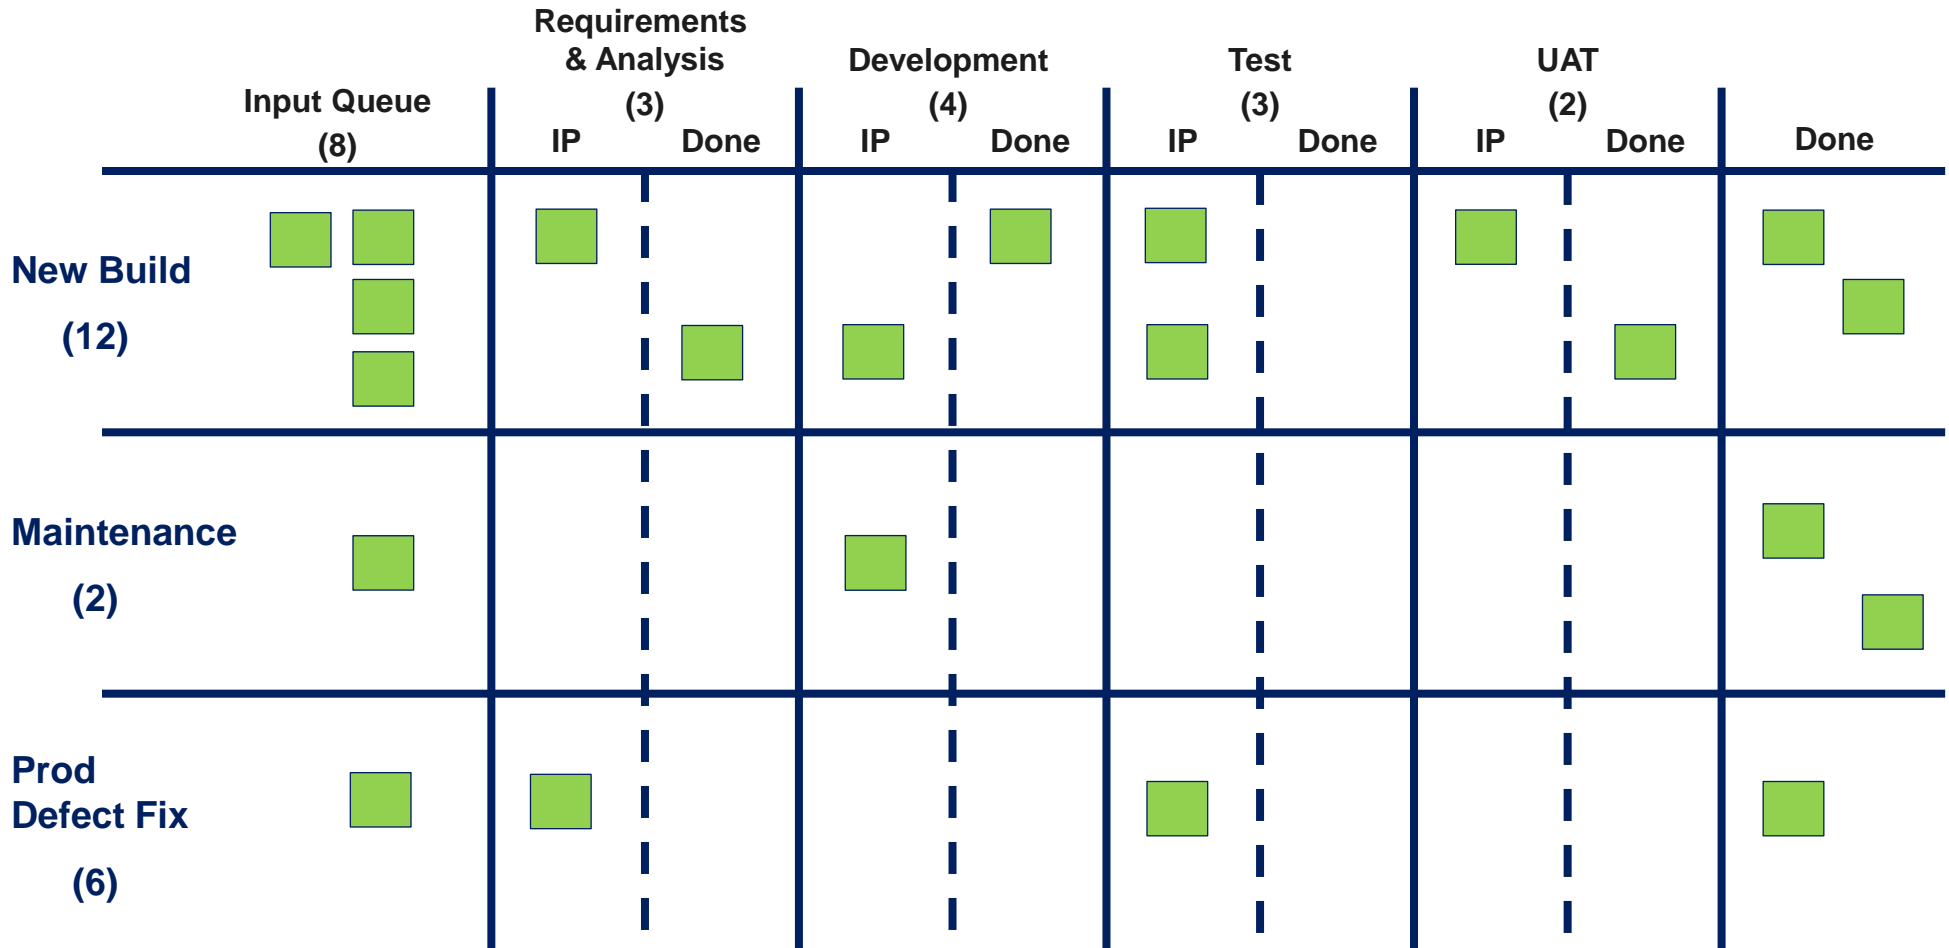 Requirements
& Analysis
(3)
Development
(4)
Test
(3)
UAT
(2)
Input Queue
(8)
IP
Done
IP
Done
IP
Done
IP
Done
Done
New Build
(12)
Maintenance
(2)
Prod
Defect Fix
(6)